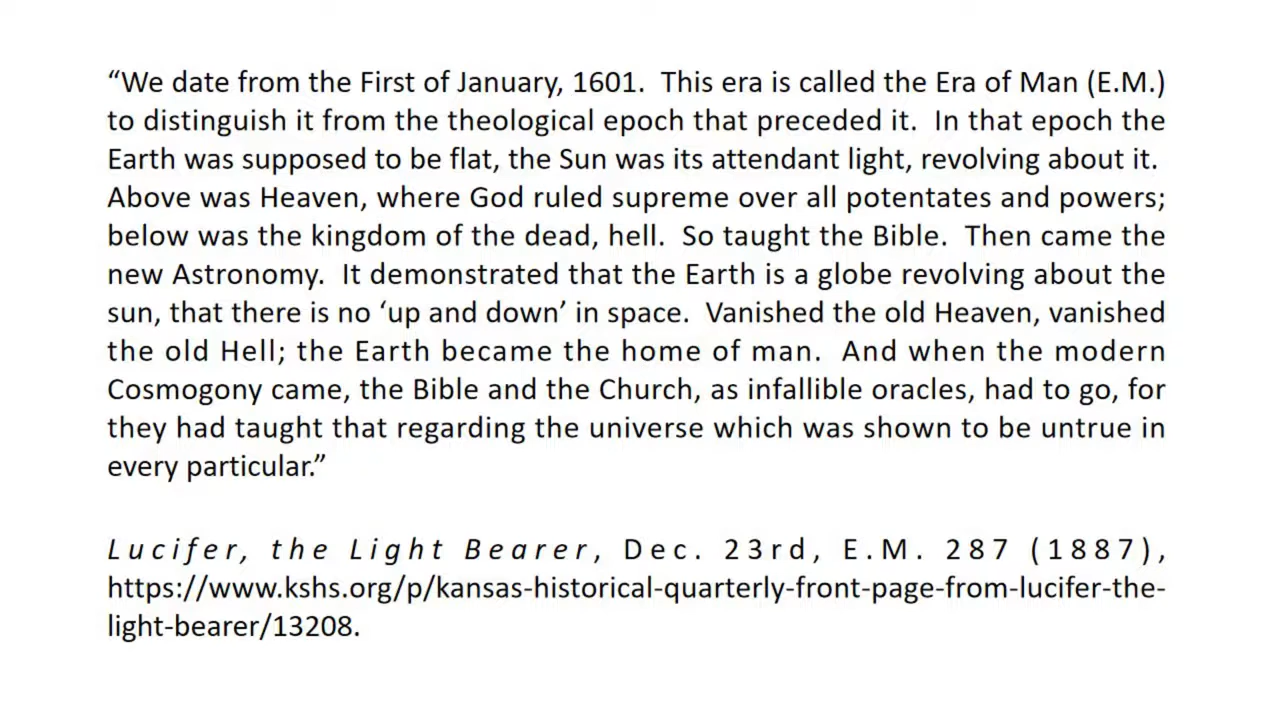 “We date from the First of January, 1601.  This era is called the Era of Man (E.M.)
to distinguish it from the theological epoch that preceded it.  In that epoch the
Earth was supposed to be flat, the Sun was its attendant light, revolving about it.
Above was Heaven, where God ruled supreme over all potentates and powers;
below was the kingdom of the dead, hell.  So taught the Bible.  Then came the
new Astronomy.  It demonstrated that the Earth is a globe revolving about the
sun, that there is no ‘up and down’ in space.  Vanished the old Heaven, vanished
the old Hell; the Earth became the home of man.  And when the modern
Cosmogony came, the Bible and the Church, as infallible oracles, had to go, for
they had taught that regarding the universe which was shown to be untrue in
every particular.”
Lucifer, the Light Bearer, Dec. 23rd, E.M. 287 (1887),
https://www.kshs.org/p/kansas-historical-quarterly-front-page-from-lucifer-the-
light-bearer/13208.